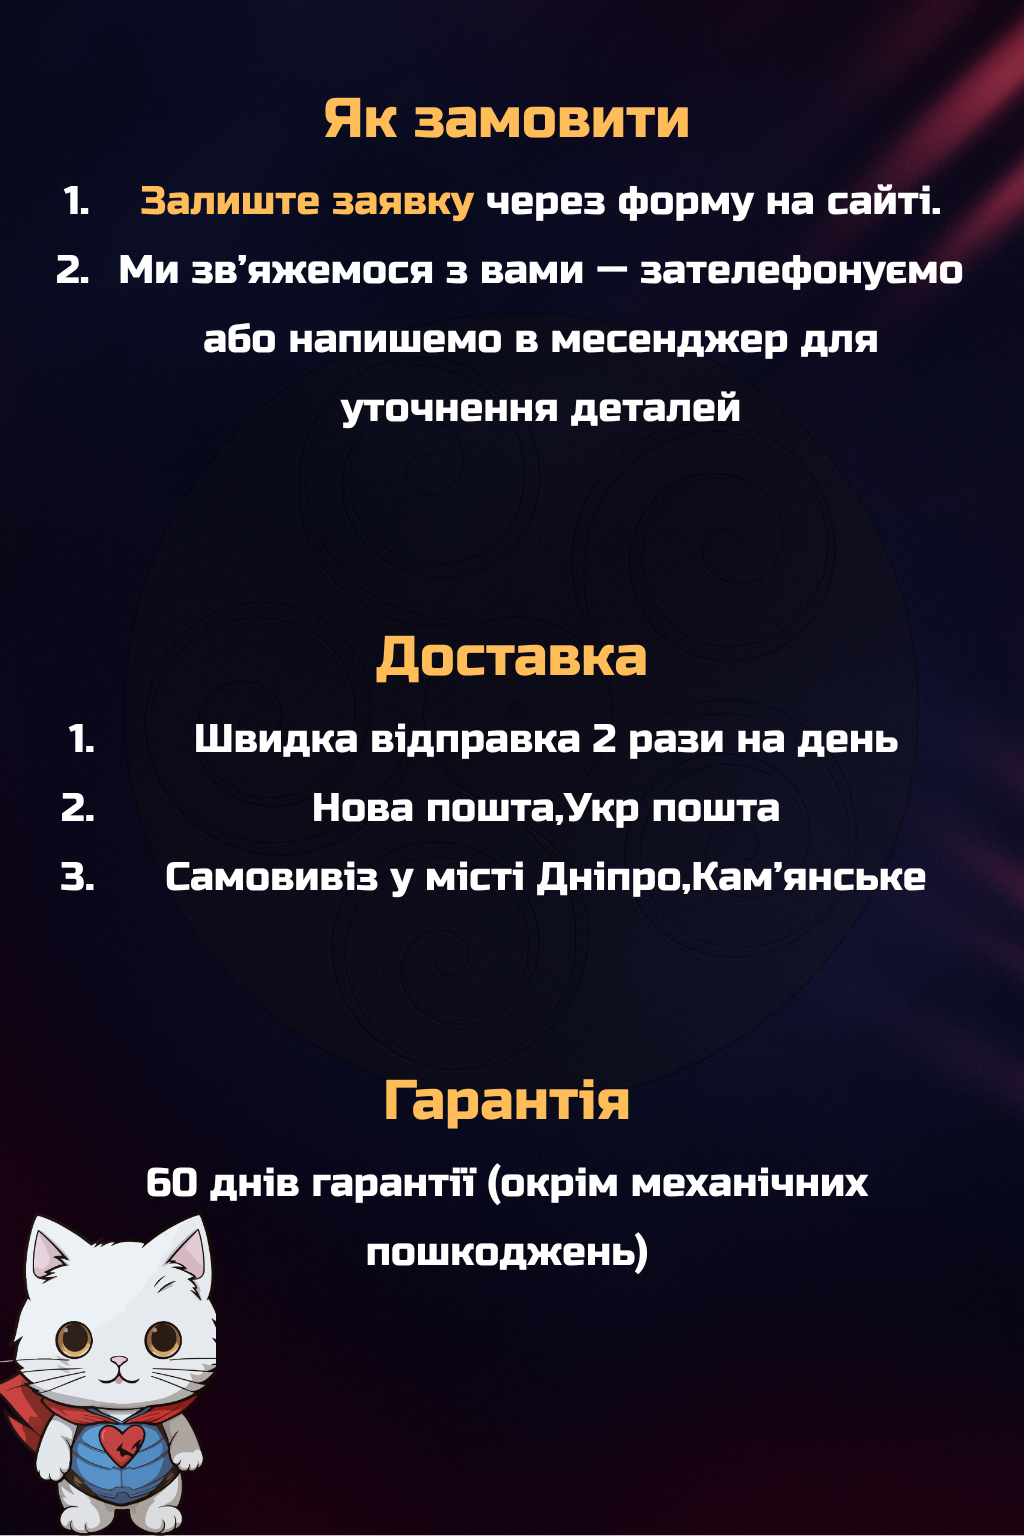 Як замовити
1. Залиште заявку через форму на сайті.
2. Ми зв’яжемося з вами — зателефонуємо
або напишемо в месенджер для
уточнення деталей
Доставка
1. Швидка відправка 2 рази на день
2. Нова пошта,Укр пошта
3. Самовивіз у місті Дніпро,Кам’янське
Гарантія
60 днів гарантії (окрім механічних
пошкоджень)